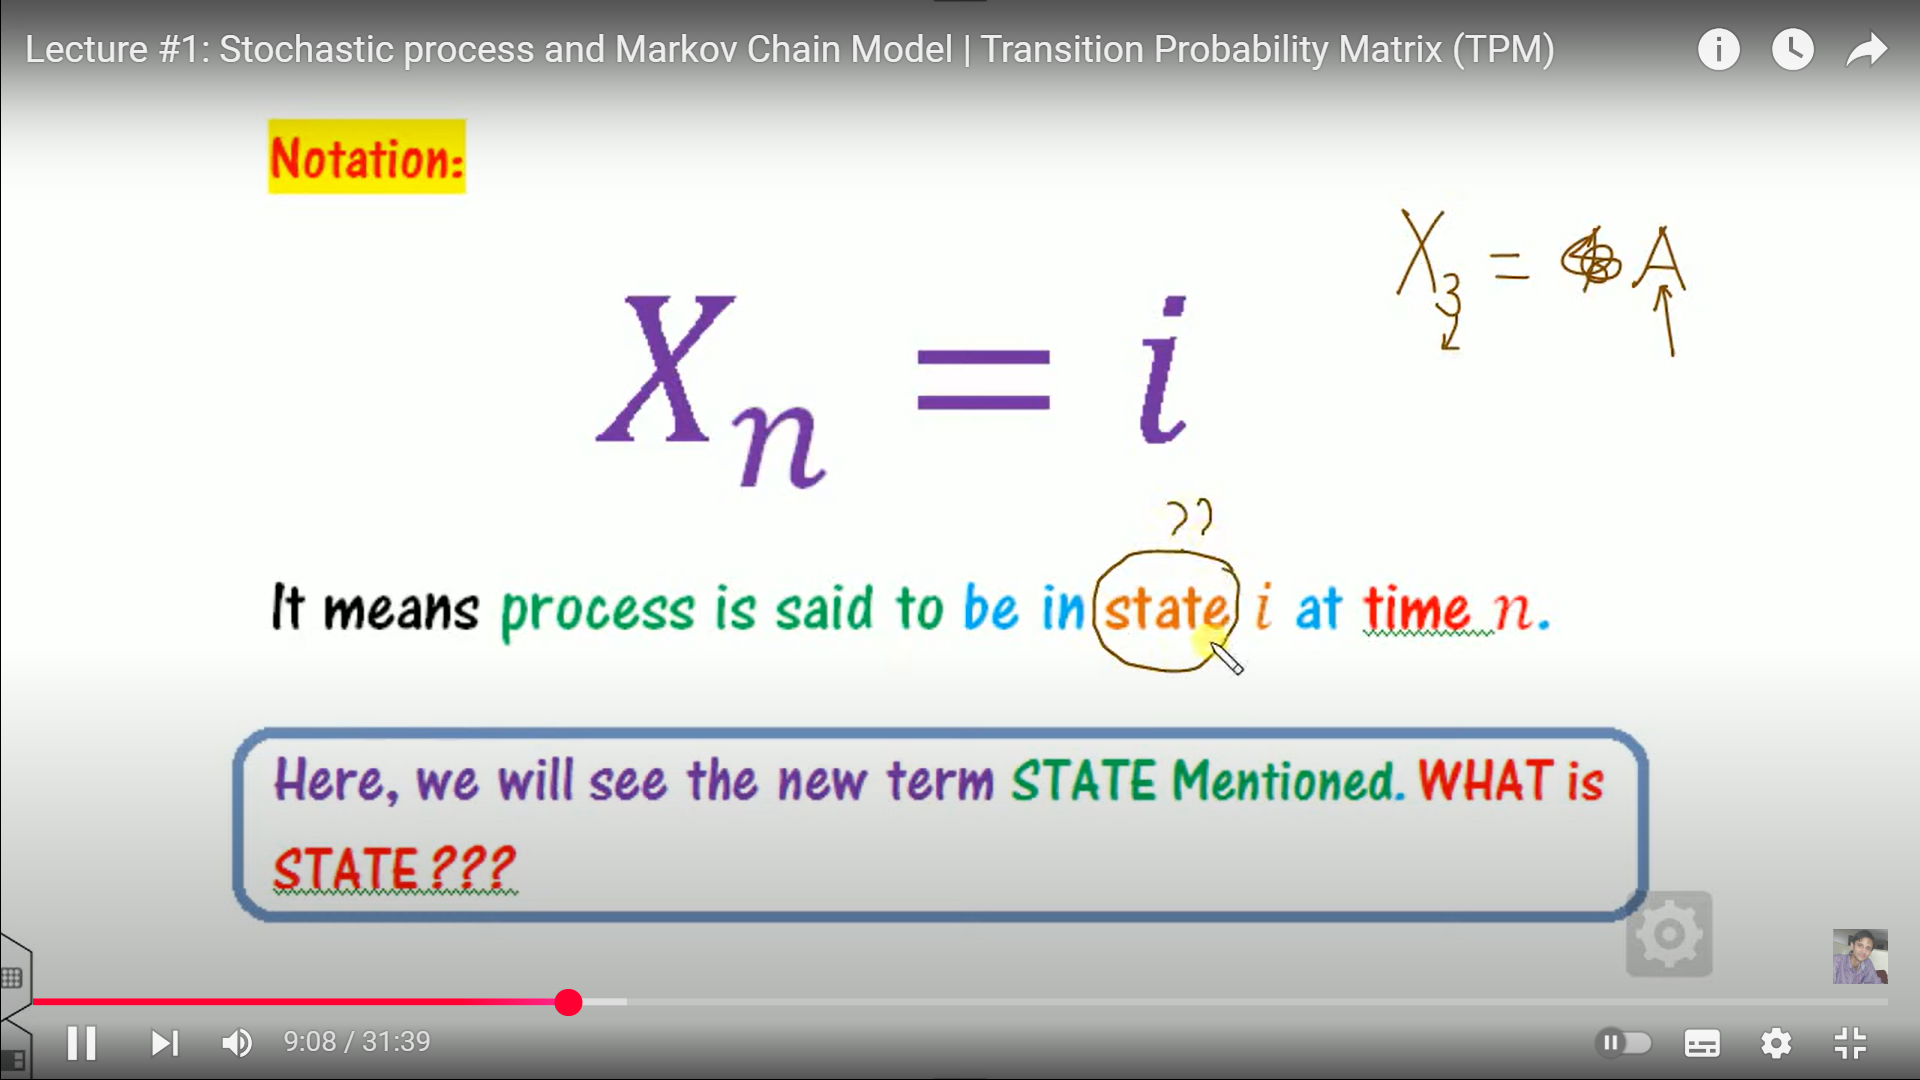 Lecture #1: Stochastic process and Markov Chain Model | Transition Probability Matrix (TPM)
Notation:
X₃ = A
Xₙ = i
??
It means process is said to be in state i at time n.
Here, we will see the new term STATE Mentioned. WHAT is
STATE ???
9:08 / 31:39